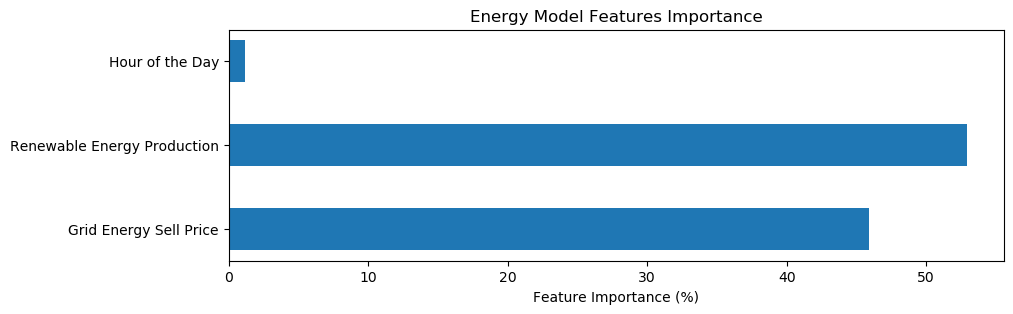 Energy Model Features Importance
Hour of the Day
Renewable Energy Production
Grid Energy Sell Price
0 10 20 30 40 50
Feature Importance (%)